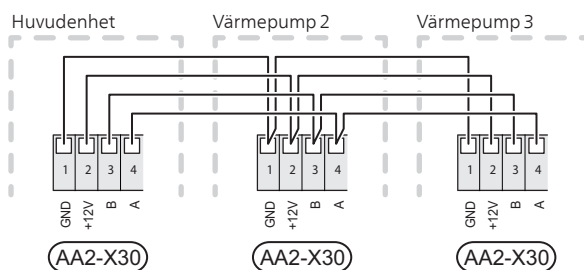 Huvudenhet Värmepump 2 Värmepump 3
1 2 3 4 1 2 3 4 1 2 3 4
GND +12V B A GND +12V B A GND +12V B A
AA2-X30 AA2-X30 AA2-X30